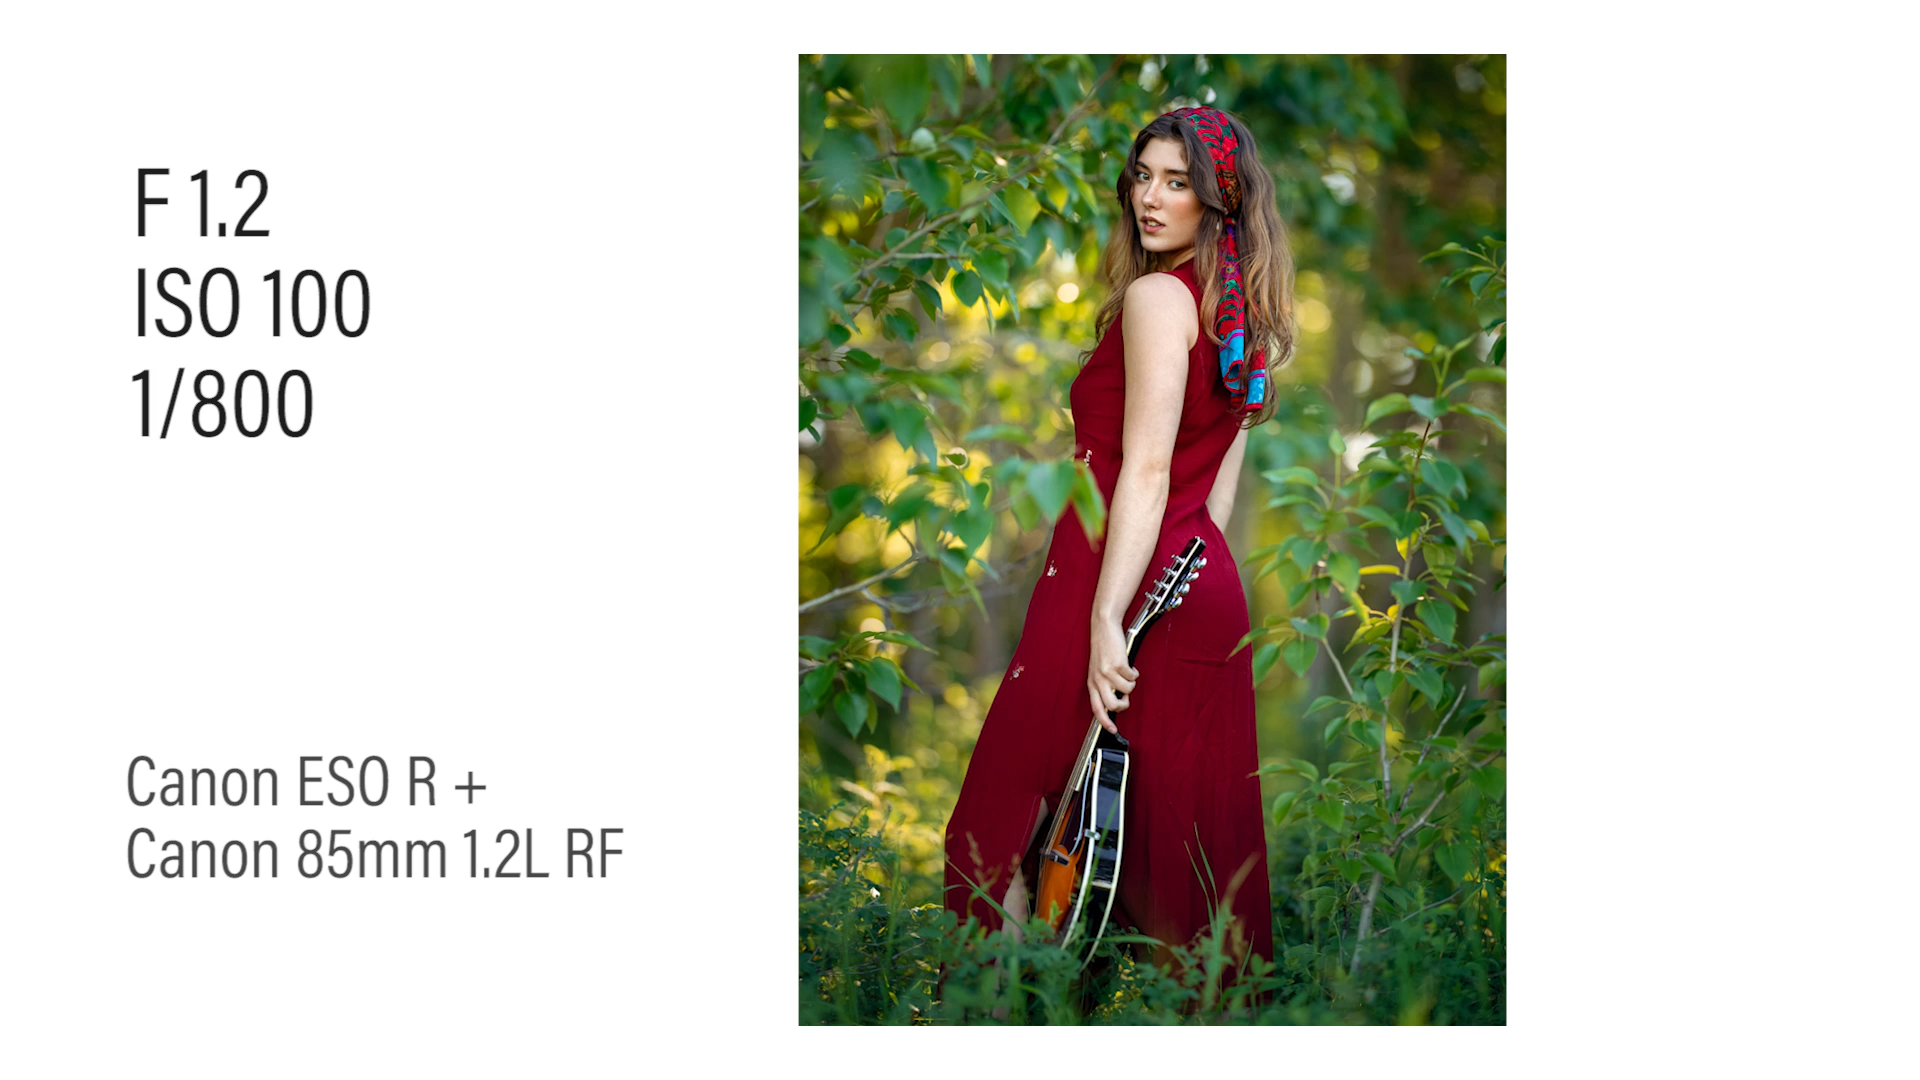 F 1.2
ISO 100
1/800
Canon ESO R +
Canon 85mm 1.2L RF